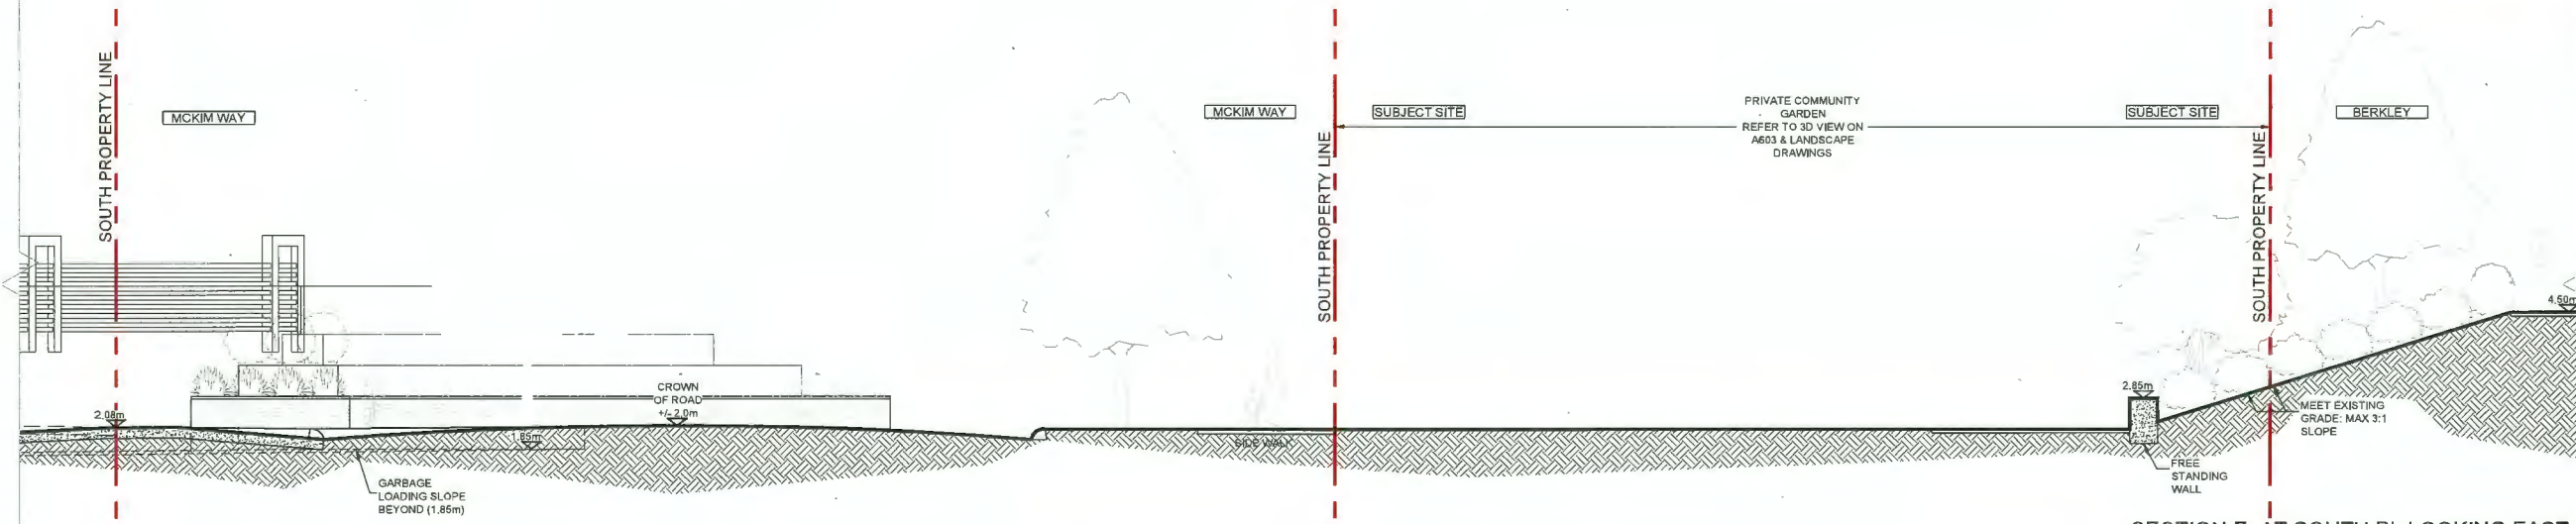 SOUTH PROPERTY LINE
MCKIM WAY
2.08m
GARBAGE
LOADING SLOPE
BEYOND (1.85m)
1.85m
CROWN
OF ROAD
+/- 2.0m
MCKIM WAY
SIDE WALK
SOUTH PROPERTY LINE
SUBJECT SITE
PRIVATE COMMUNITY
GARDEN
REFER TO 3D VIEW ON
A603 & LANDSCAPE
DRAWINGS
SUBJECT SITE
SOUTH PROPERTY LINE
BERKLEY
2.85m
FREE
STANDING
WALL
MEET EXISTING
GRADE: MAX 3:1
SLOPE
4.50m